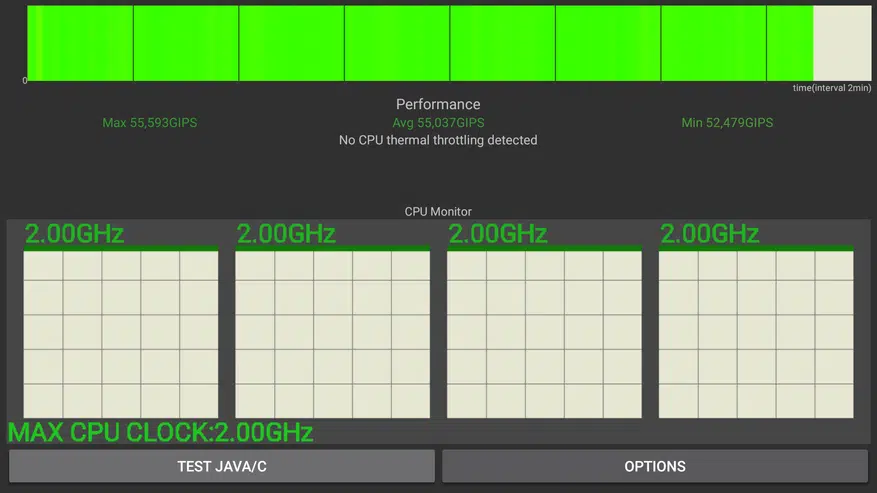 0
time(interval 2min)
Performance
Max 55,593GIPS Avg 55,037GIPS Min 52,479GIPS
No CPU thermal throttling detected
CPU Monitor
2.00GHz 2.00GHz 2.00GHz 2.00GHz
MAX CPU CLOCK:2.00GHz
TEST JAVA/C OPTIONS